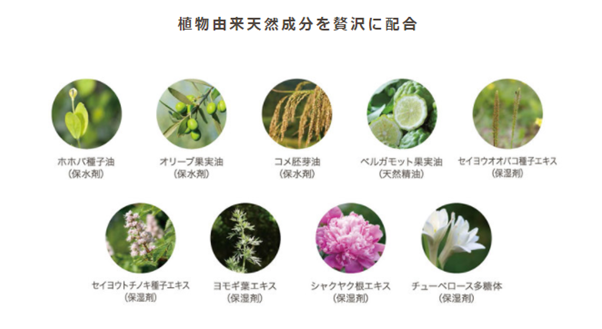 植物由来天然成分を贅沢に配合
ホホバ種子油
(保水剤)
オリーブ果実油
(保水剤)
コメ胚芽油
(保水剤)
ベルガモット果実油
(天然精油)
セイヨウオオバコ種子エキス
(保湿剤)
セイヨウトチノキ種子エキス
(保湿剤)
ヨモギ葉エキス
(保湿剤)
シャクヤク根エキス
(保湿剤)
チューベロース多糖体
(保湿剤)